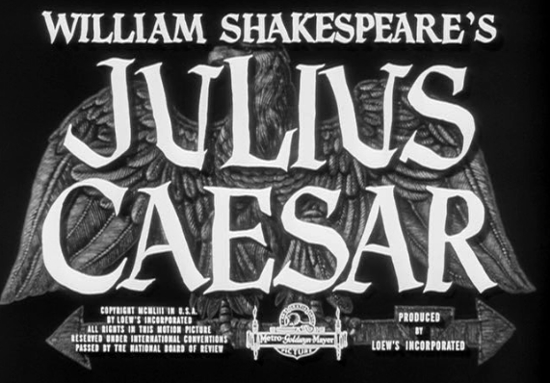 WILLIAM SHAKESPEARE'S
JULIUS
CAESAR
COPYRIGHT MCMLIII IN U.S.A.
BY LOEW'S INCORPORATED
ALL RIGHTS IN THIS MOTION PICTURE
RESERVED UNDER INTERNATIONAL CONVENTIONS
PASSED BY THE NATIONAL BOARD OF REVIEW
Metro-Goldwyn-Mayer
PICTURE
PRODUCED
BY
LOEW'S INCORPORATED